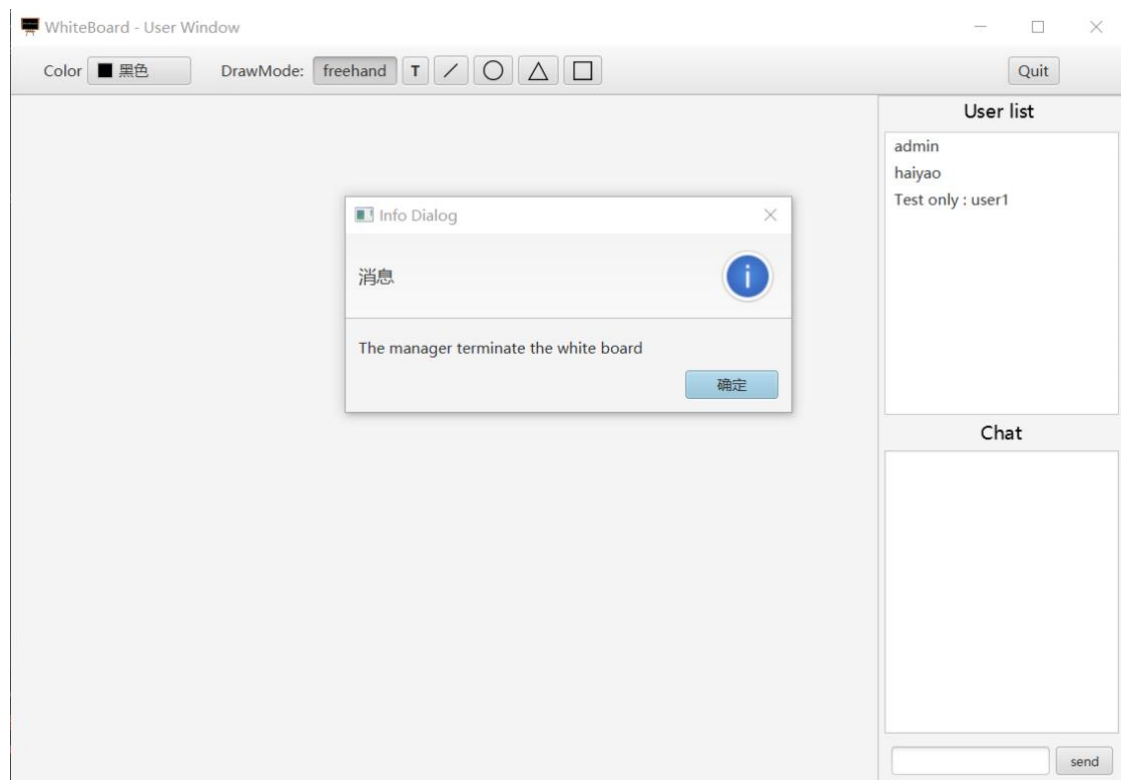 WhiteBoard - User Window
Color 黑色 DrawMode: freehand T Quit
User list
admin
haiyao
Test only : user1
Info Dialog
消息
i
The manager terminate the white board
确定
Chat
send